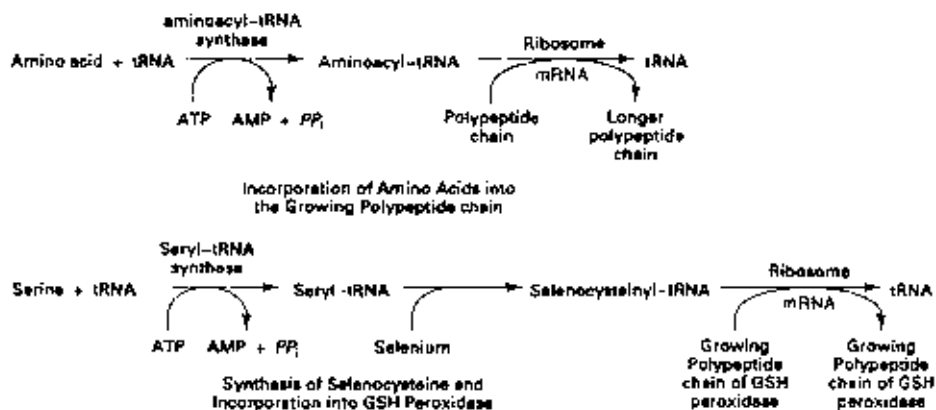 aminoacyl-tRNA
synthase
Ribosome
Amino acid + tRNA
Aminoacyl-tRNA
tRNA
mRNA
ATP
AMP + PPi
Polypeptide
chain
Longer
polypeptide
chain
Incorporation of Amino Acids into
the Growing Polypeptide chain
Seryl-tRNA
synthase
Ribosome
Serine + tRNA
Seryl-tRNA
Selenocysteinyl-tRNA
tRNA
mRNA
ATP
AMP + PPi
Selenium
Growing
Polypeptide
chain of GSH
peroxidase
Growing
Polypeptide
chain of GSH
peroxidase
Synthesis of Selenocysteine and
Incorporation into GSH Peroxidase